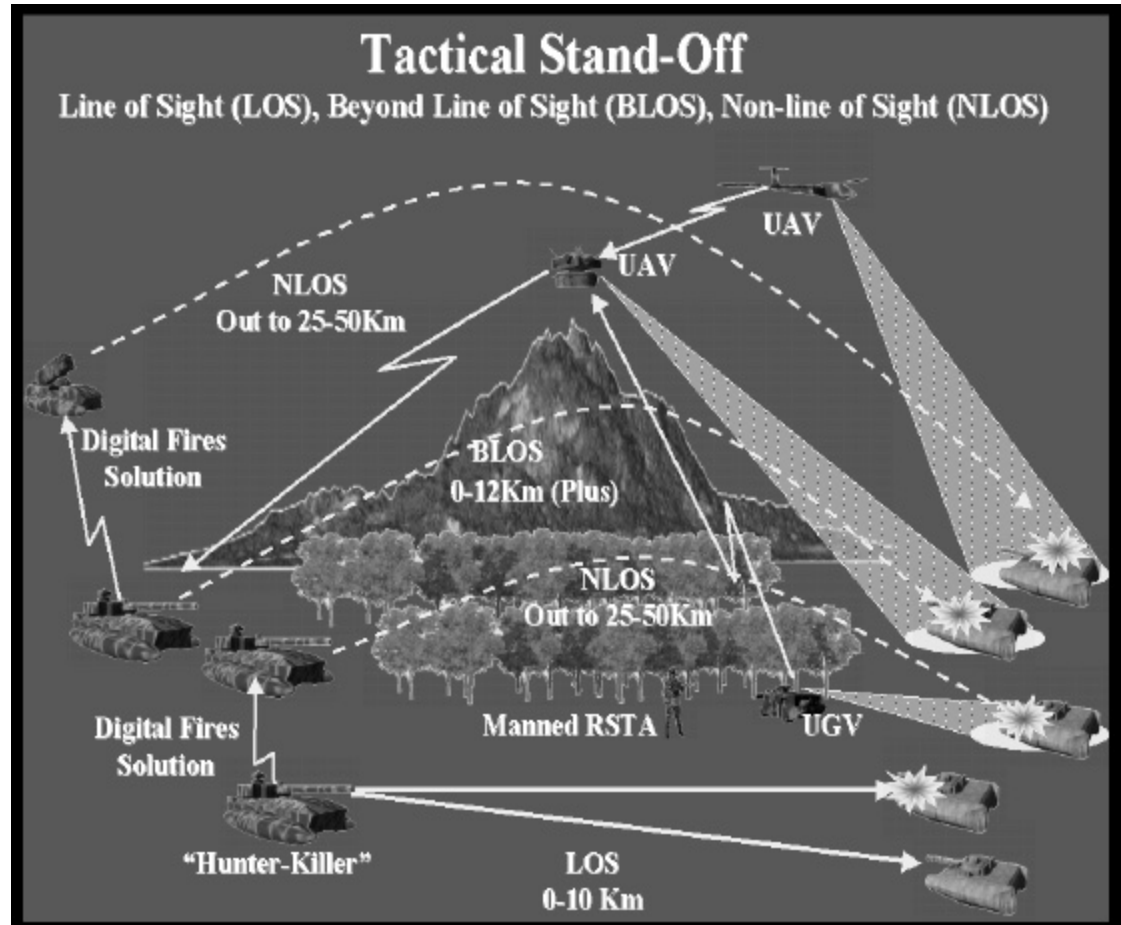 Tactical Stand-Off
Line of Sight (LOS), Beyond Line of Sight (BLOS), Non-line of Sight (NLOS)
UAV
UAV
NLOS
Out to 25-50Km
Digital Fires
Solution
BLOS
0-12Km (Plus)
NLOS
Out to 25-50Km
Manned RSTA
UGV
Digital Fires
Solution
“Hunter-Killer”
LOS
0-10 Km